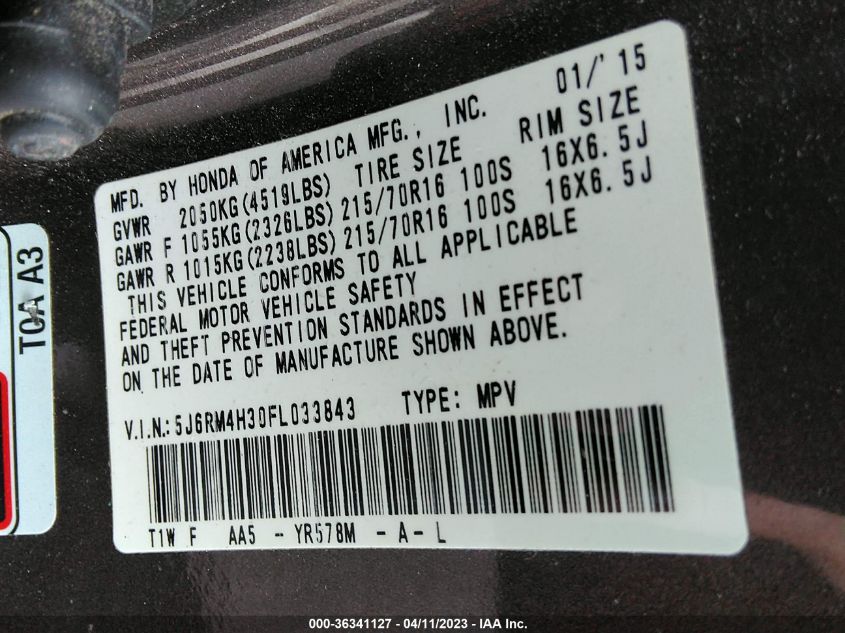 MFD. BY HONDA OF AMERICA MFG., INC. 01/'15
GVWR 2050KG(4519LBS) TIRE SIZE RIM SIZE
GAWR F 1055KG(2326LBS) 215/70R16 100S 16X6.5J
GAWR R 1015KG(2238LBS) 215/70R16 100S 16X6.5J
THIS VEHICLE CONFORMS TO ALL APPLICABLE
FEDERAL MOTOR VEHICLE SAFETY
AND THEFT PREVENTION STANDARDS IN EFFECT
ON THE DATE OF MANUFACTURE SHOWN ABOVE.
V.I.N.: 5J6RM4H30FL033843 TYPE: MPV
T1W F AA5 - YR578M - A - L
T0A A3
000-36341127 - 04/11/2023 - IAA Inc.